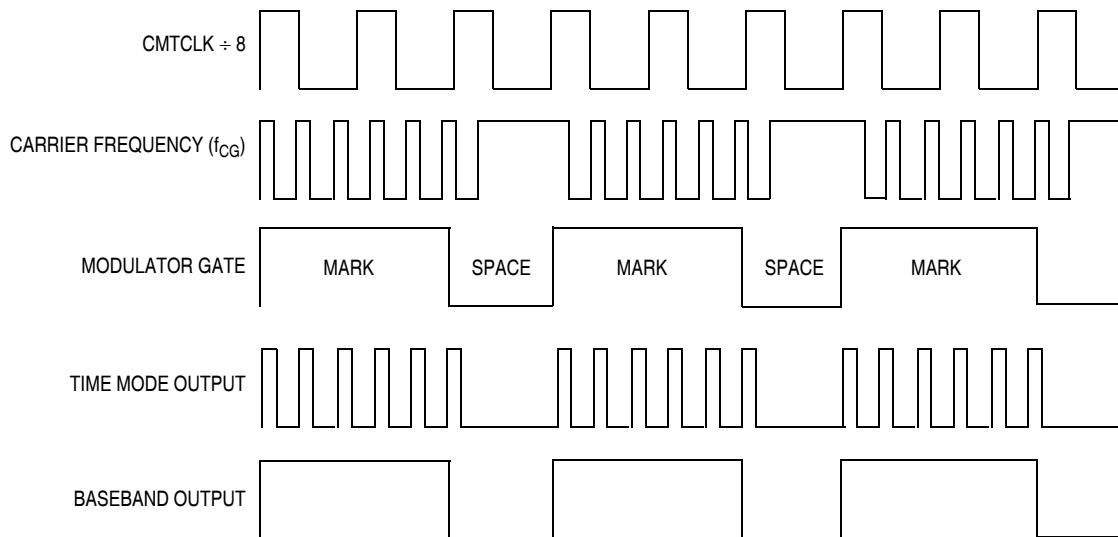 CMTCLK ÷ 8
CARRIER FREQUENCY (fCG)
MODULATOR GATE
MARK SPACE MARK SPACE MARK
TIME MODE OUTPUT
BASEBAND OUTPUT